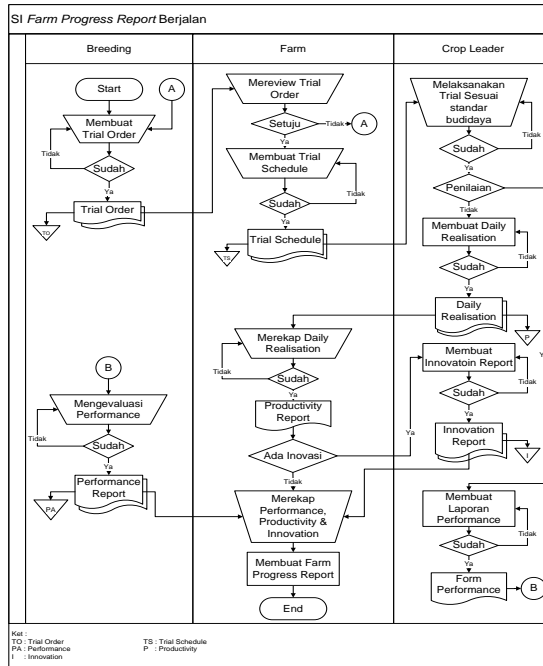 SI Farm Progress Report Berjalan
Breeding
Farm
Crop Leader
Start
A
Membuat
Trial Order
Tidak
Sudah
Ya
Trial Order
TO
Mereview Trial
Order
Setuju
Tidak
A
Ya
Membuat Trial
Schedule
Tidak
Sudah
Ya
Trial Schedule
TS
Melaksanakan
Trial Sesuai
standar
budidaya
Tidak
Sudah
Ya
Penilaian
Tidak
Membuat Daily
Realisation
Tidak
Sudah
Ya
Daily
Realisation
P
Merekap Daily
Realisation
Tidak
Sudah
Ya
Productivity
Report
Ada Inovasi
Ya
Tidak
Membuat
Innovatoin Report
Y
Tidak
Sudah
Ya
Innovation
Report
I
B
Mengevaluasi
Performance
Tidak
Sudah
Ya
Performance
Report
PA
Merekap
Performance,
Productivity &
Innovation
Membuat Farm
Progress Report
End
Membuat
Laporan
Performance
Tidak
Sudah
Ya
Form
Performance
B
Ket :
TO : Trial Order
TS : Trial Schedule
PA : Performance
P : Productivity
I : Innovation